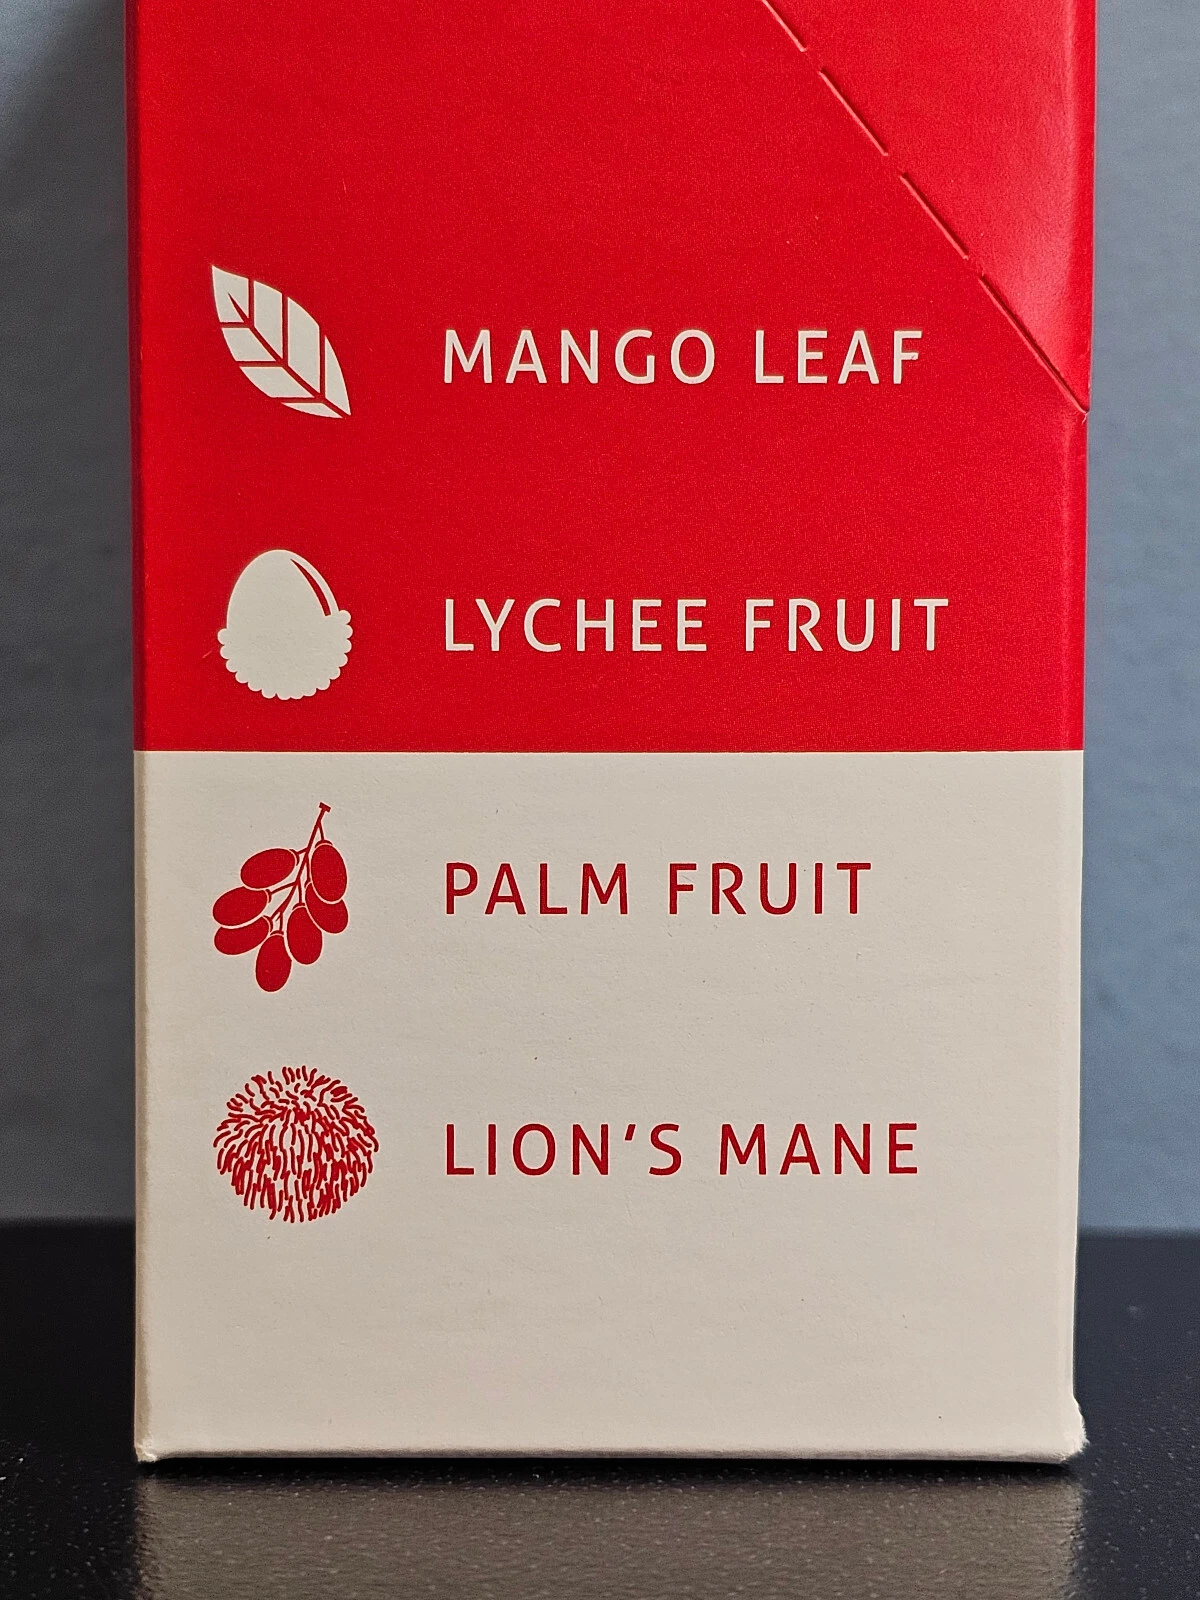 MANGO LEAF
LYCHEE FRUIT
PALM FRUIT
LION'S MANE